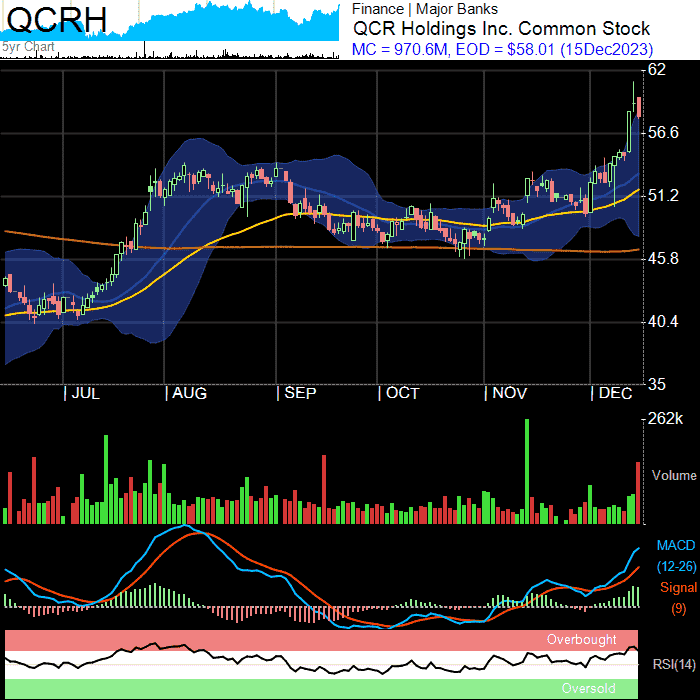 QCRH
5yr Chart
Finance | Major Banks
QCR Holdings Inc. Common Stock
MC = 970.6M, EOD = $58.01 (15Dec2023)
62
56.6
51.2
45.8
40.4
35
| JUL | AUG | SEP | OCT | NOV | DEC
262k
Volume
MACD
(12-26)
Signal
(9)
Overbought
RSI(14)
Oversold